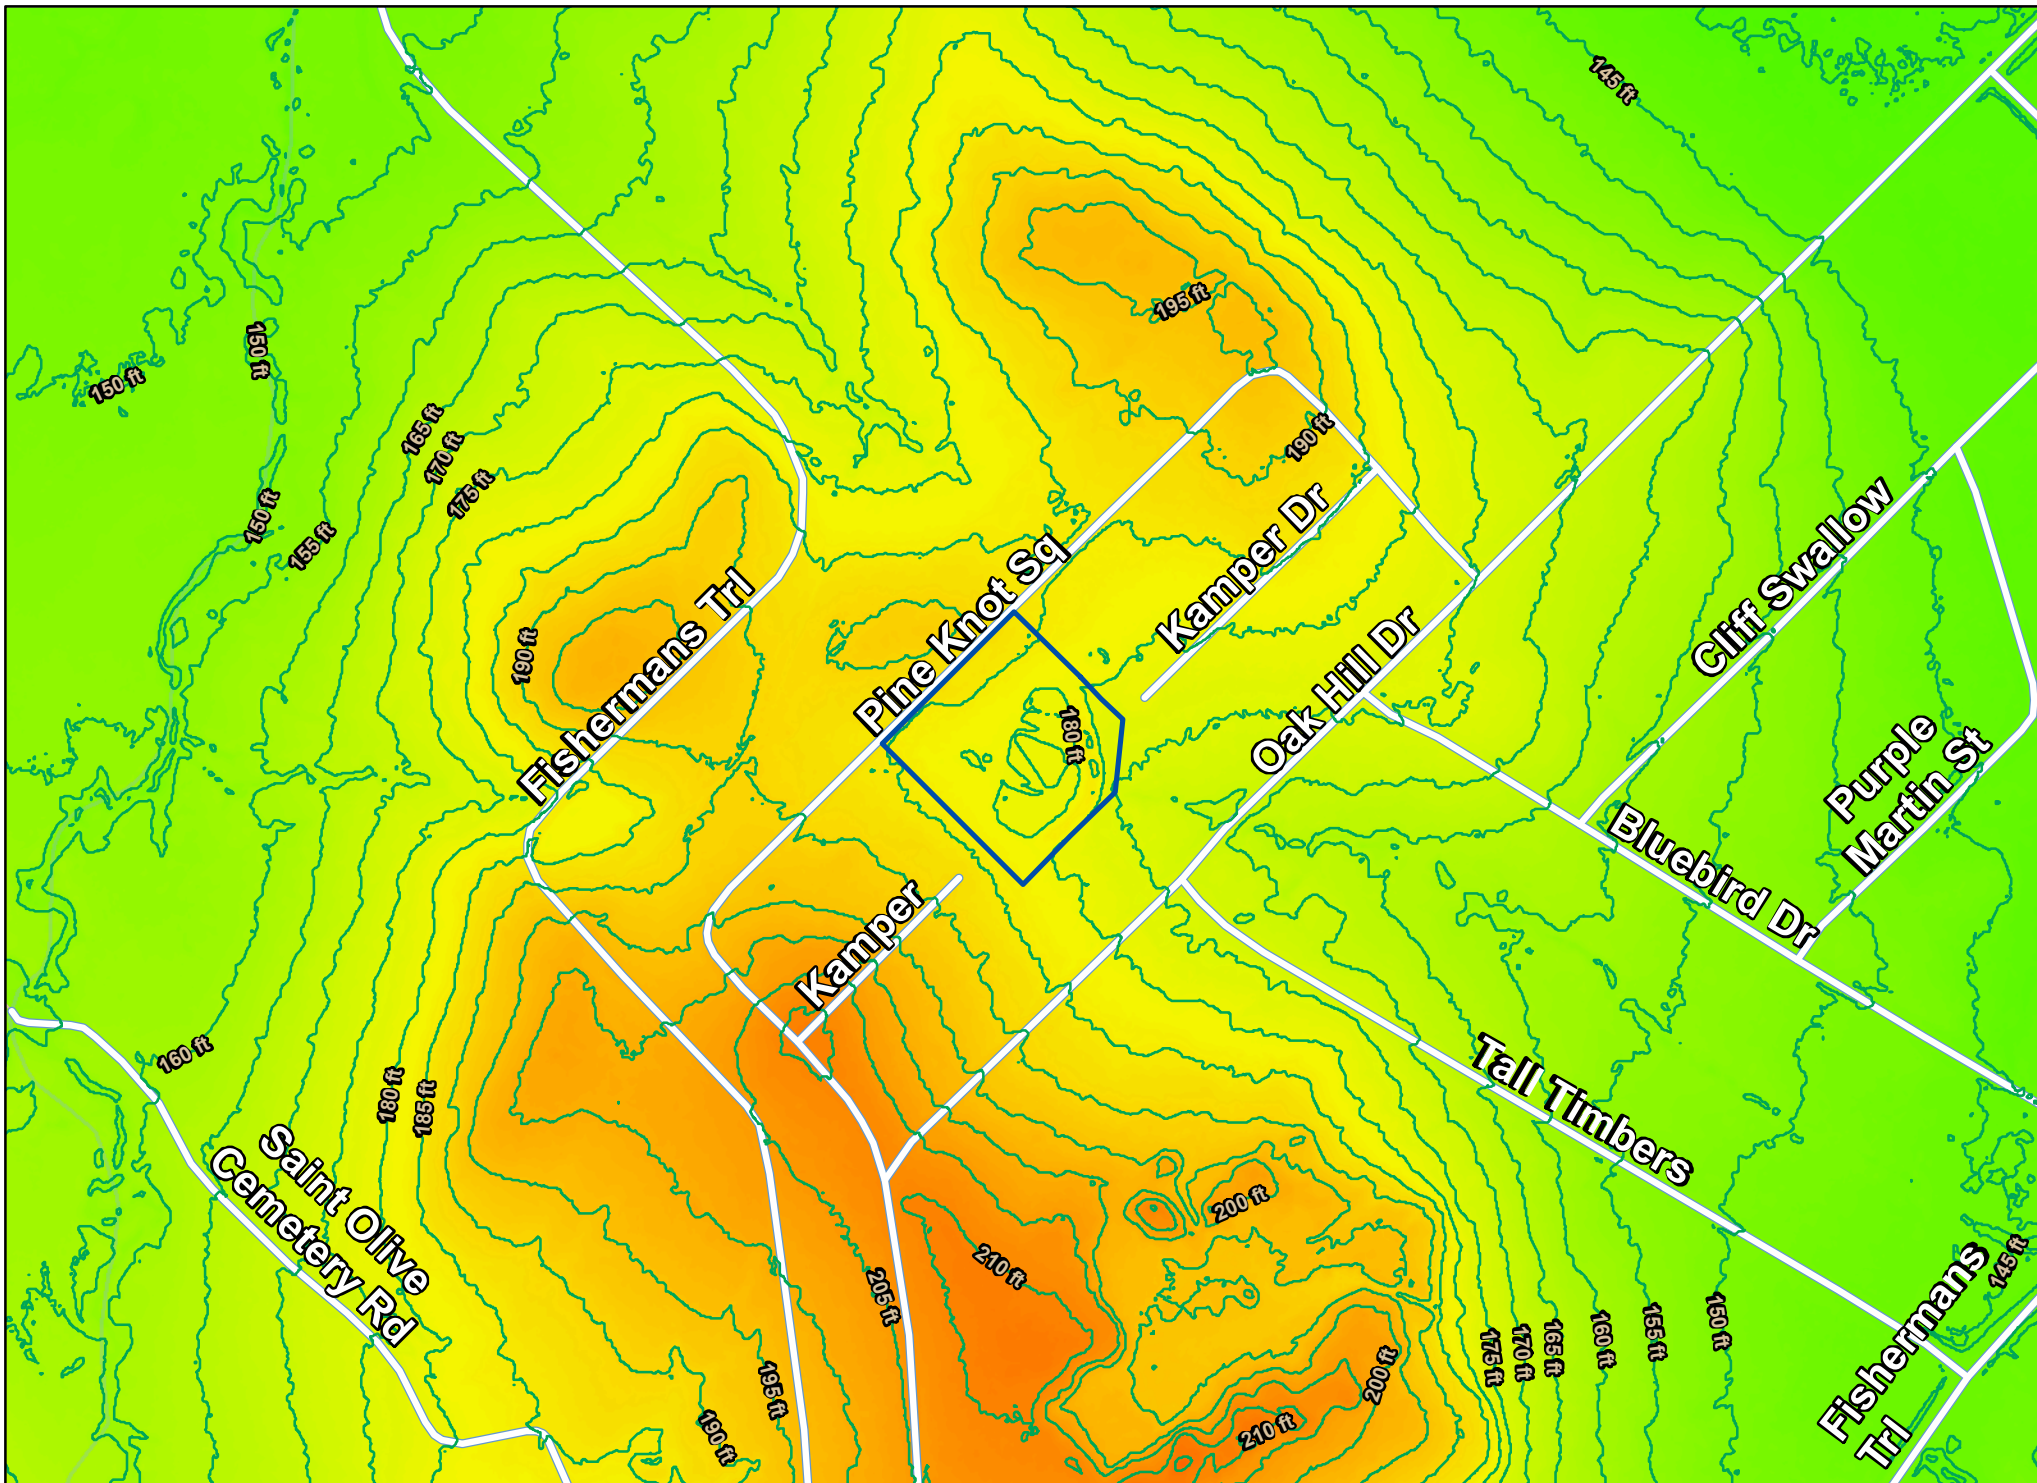 145 ft
195 ft
150 ft
150 ft
165 ft
170 ft
190 ft
175 ft
150 ft
155 ft
Kamper Dr
Cliff Swallow
Pine Knot Sq
Fishermans Trl
190 ft
Oak Hill Dr
180 ft
Purple
Martin St
Bluebird Dr
Kamper
160 ft
180 ft
185 ft
Tall Timbers
Saint Olive
Cemetery Rd
200 ft
210 ft
205 ft
145 ft
Fishermans
Trl
150 ft
155 ft
160 ft
165 ft
170 ft
175 ft
195 ft
200 ft
190 ft
210 ft